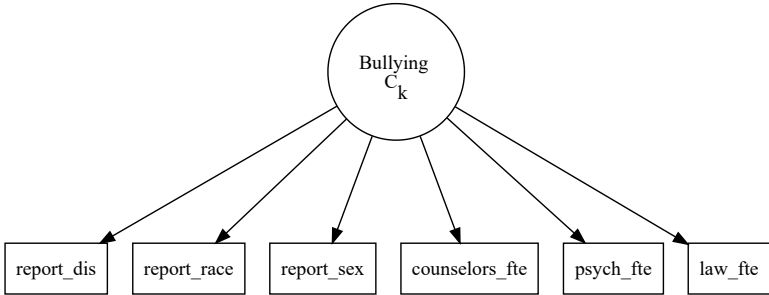 Bullying
C
k
report_dis
report_race
report_sex
counselors_fte
psych_fte
law_fte